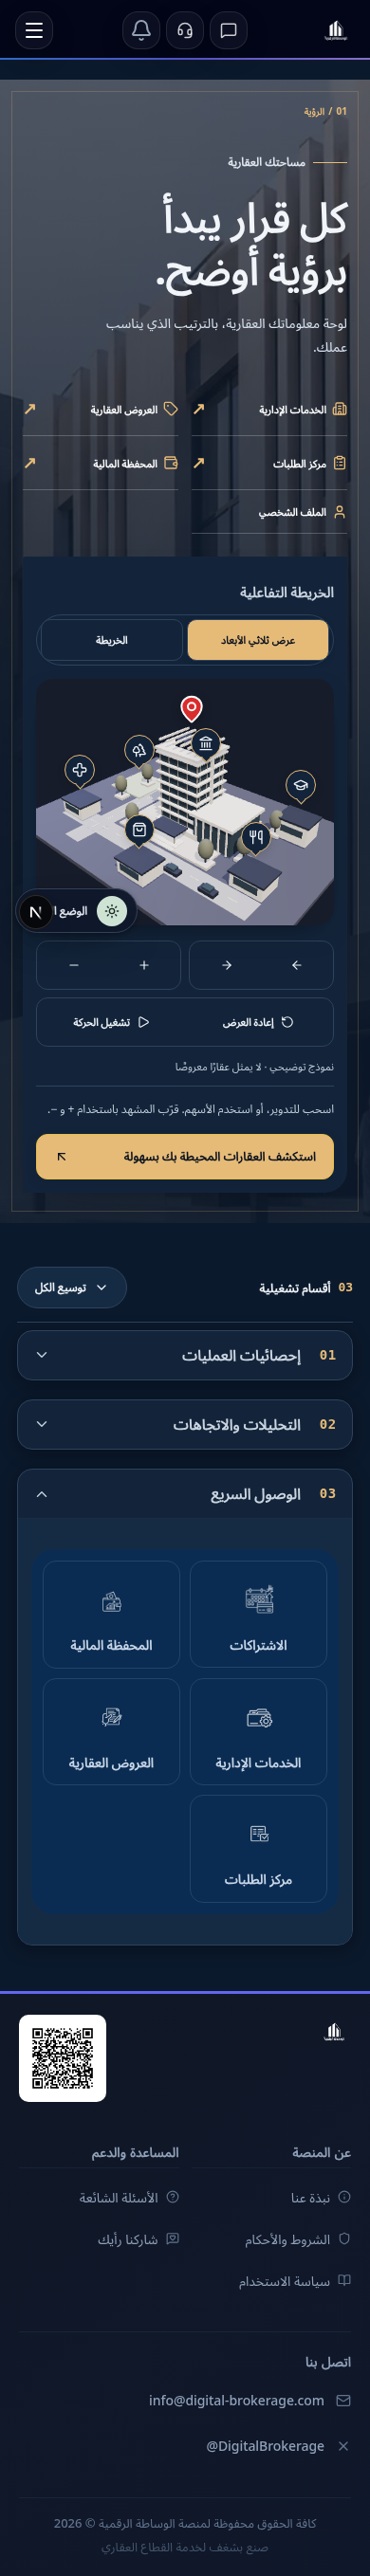 01 / الرؤية
مساحتك العقارية
كل قرار يبدأ
برؤية أوضح.
لوحة معلوماتك العقارية، بالترتيب الذي يناسب
عملك.
الخدمات الإدارية
العروض العقارية
مركز الطلبات
المحفظة المالية
الملف الشخصي
الخريطة التفاعلية
عرض ثلاثي الأبعاد
الخريطة
الوضع
N
إعادة العرض
تشغيل الحركة
نموذج توضيحي · لا يمثل عقارًا معروضًا
اسحب للتدوير، أو استخدم الأسهم. قرّب المشهد باستخدام + و −.
استكشف العقارات المحيطة بك بسهولة
03 أقسام تشغيلية
توسيع الكل
01 إحصائيات العمليات
02 التحليلات والاتجاهات
03 الوصول السريع
الاشتراكات
المحفظة المالية
الخدمات الإدارية
العروض العقارية
مركز الطلبات
عن المنصة
نبذة عنا
الشروط والأحكام
سياسة الاستخدام
المساعدة والدعم
الأسئلة الشائعة
شاركنا رأيك
اتصل بنا
info@digital-brokerage.com
@DigitalBrokerage
كافة الحقوق محفوظة لمنصة الوساطة الرقمية © 2026
صنع بشغف لخدمة القطاع العقاري